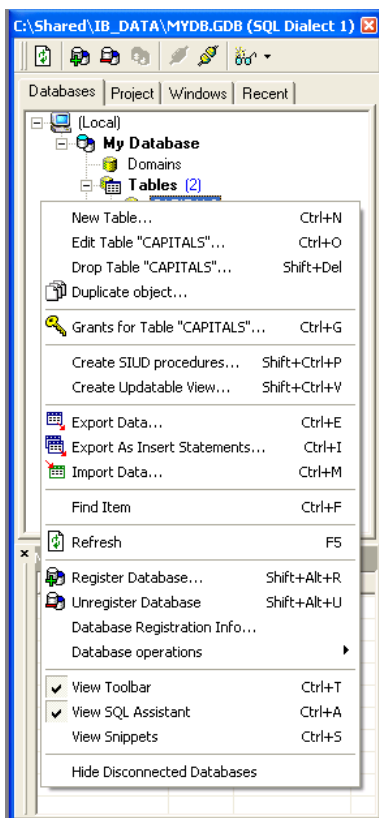 C:\Shared\IB_DATA\MYDB.GDB (SQL Dialect 1)
Databases Project Windows Recent
(Local)
My Database
Domains
Tables (2)
New Table... Ctrl+N
Edit Table "CAPITALS"... Ctrl+O
Drop Table "CAPITALS"... Shift+Del
Duplicate object...
Grants for Table "CAPITALS"... Ctrl+G
Create SIUD procedures... Shift+Ctrl+P
Create Updatable View... Shift+Ctrl+V
Export Data... Ctrl+E
Export As Insert Statements... Ctrl+I
Import Data... Ctrl+M
Find Item Ctrl+F
Refresh F5
Register Database... Shift+Alt+R
Unregister Database Shift+Alt+U
Database Registration Info...
Database operations
View Toolbar Ctrl+T
View SQL Assistant Ctrl+A
View Snippets Ctrl+S
Hide Disconnected Databases